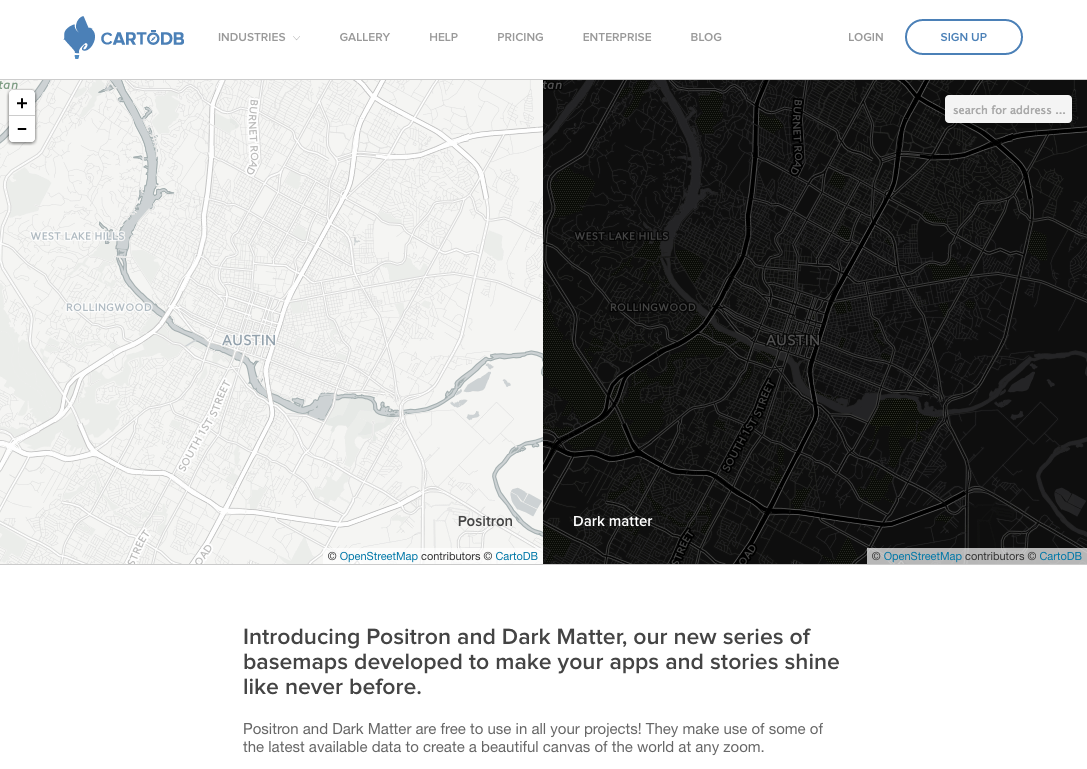 CARTODB
INDUSTRIES
GALLERY
HELP
PRICING
ENTERPRISE
BLOG
LOGIN
SIGN UP
tan
+
-
BURNET ROAD
WEST LAKE HILLS
ROLLINGWOOD
AUSTIN
SOUTH 1ST STREET
STREET
ROAD
Positron
© OpenStreetMap contributors © CartoDB
tan
search for address ...
BURNET ROAD
WEST LAKE HILLS
ROLLINGWOOD
AUSTIN
SOUTH 1ST STREET
STREET
ROAD
Dark matter
© OpenStreetMap contributors © CartoDB
Introducing Positron and Dark Matter, our new series of
basemaps developed to make your apps and stories shine
like never before.
Positron and Dark Matter are free to use in all your projects! They make use of some of
the latest available data to create a beautiful canvas of the world at any zoom.